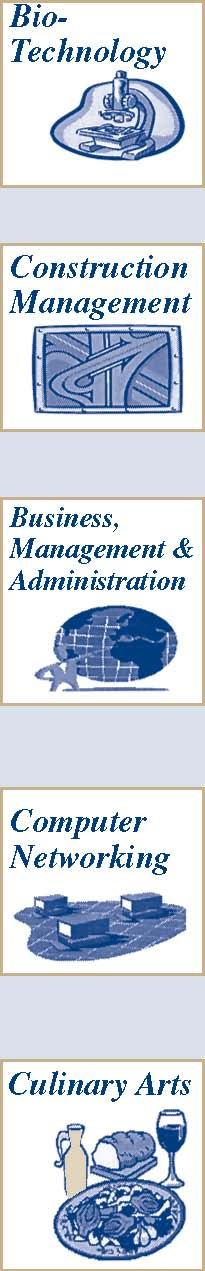 Bio-
Technology
Construction
Management
Business,
Management &
Administration
Computer
Networking
Culinary Arts